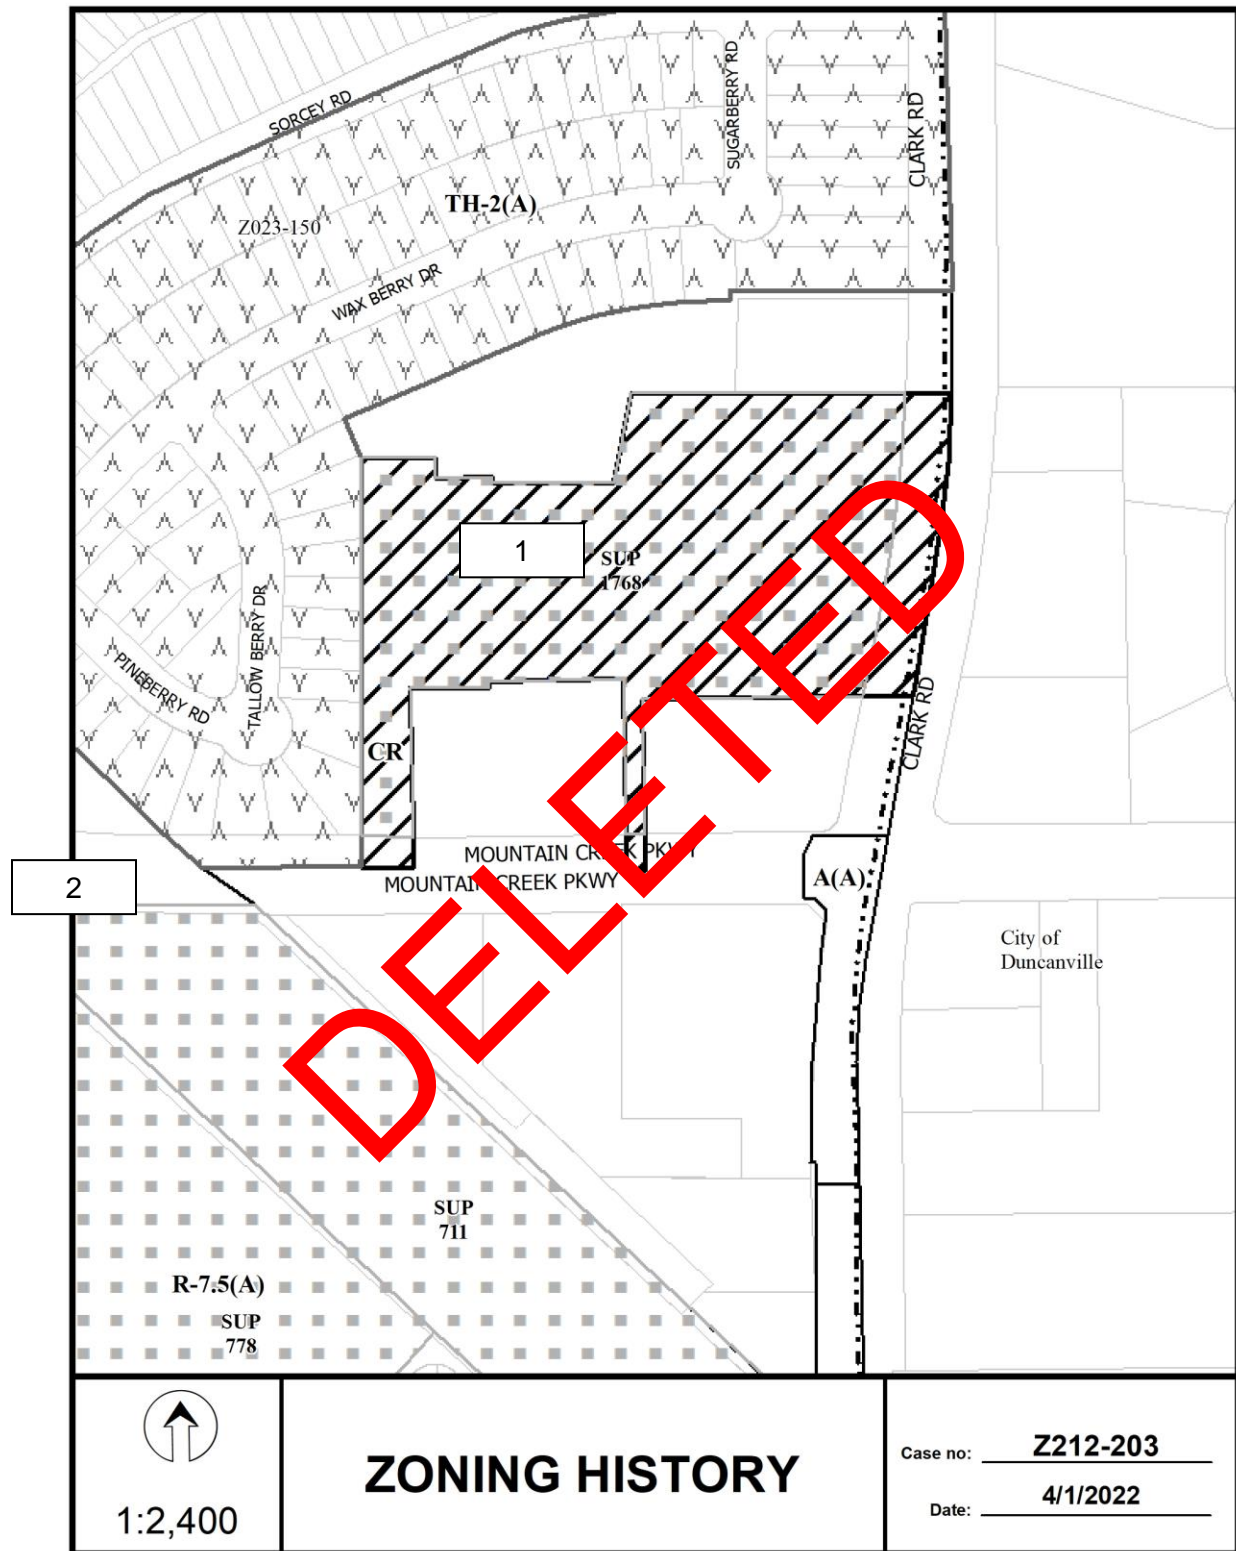 SORCEY RD
SUGARBERRY RD
CLARK RD
TH-2(A)
Z023-150
WAX BERRY DR
1
SUP
1768
TALLOW BERRY DR
PINEBERRY RD
CLARK RD
CR
MOUNTAIN CREEK PKWY
MOUNTAIN CREEK PKWY
A(A)
2
City of
Duncanville
DELETED
SUP
711
R-7.5(A)
SUP
778
1:2,400
ZONING HISTORY
Case no: Z212-203
Date: 4/1/2022